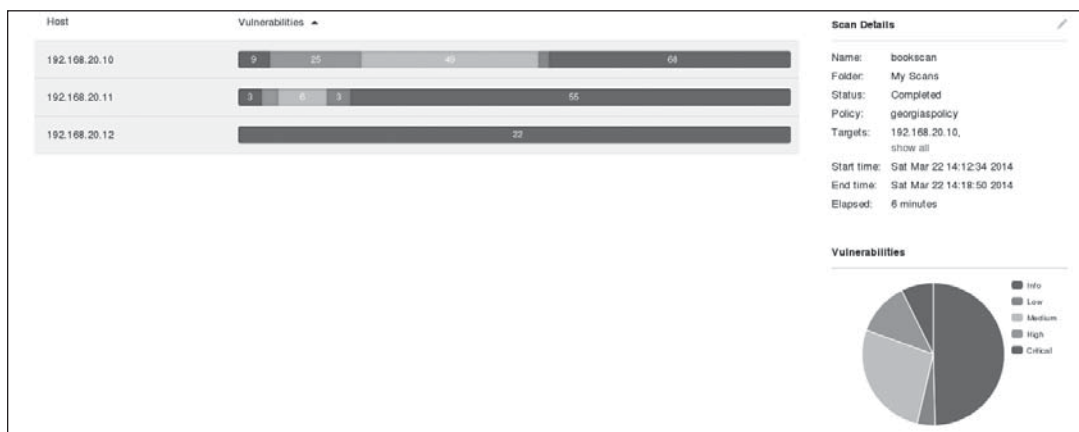 Host Vulnerabilities
192.168.20.10 9 25 49 68
192.168.20.11 3 6 3 55
192.168.20.12 22
Scan Details
Name: bookscan
Folder: My Scans
Status: Completed
Policy: georgiaspolicy
Targets: 192.168.20.10,
show all
Start time: Sat Mar 22 14:12:34 2014
End time: Sat Mar 22 14:18:50 2014
Elapsed: 6 minutes
Vulnerabilities
Info
Low
Medium
High
Critical